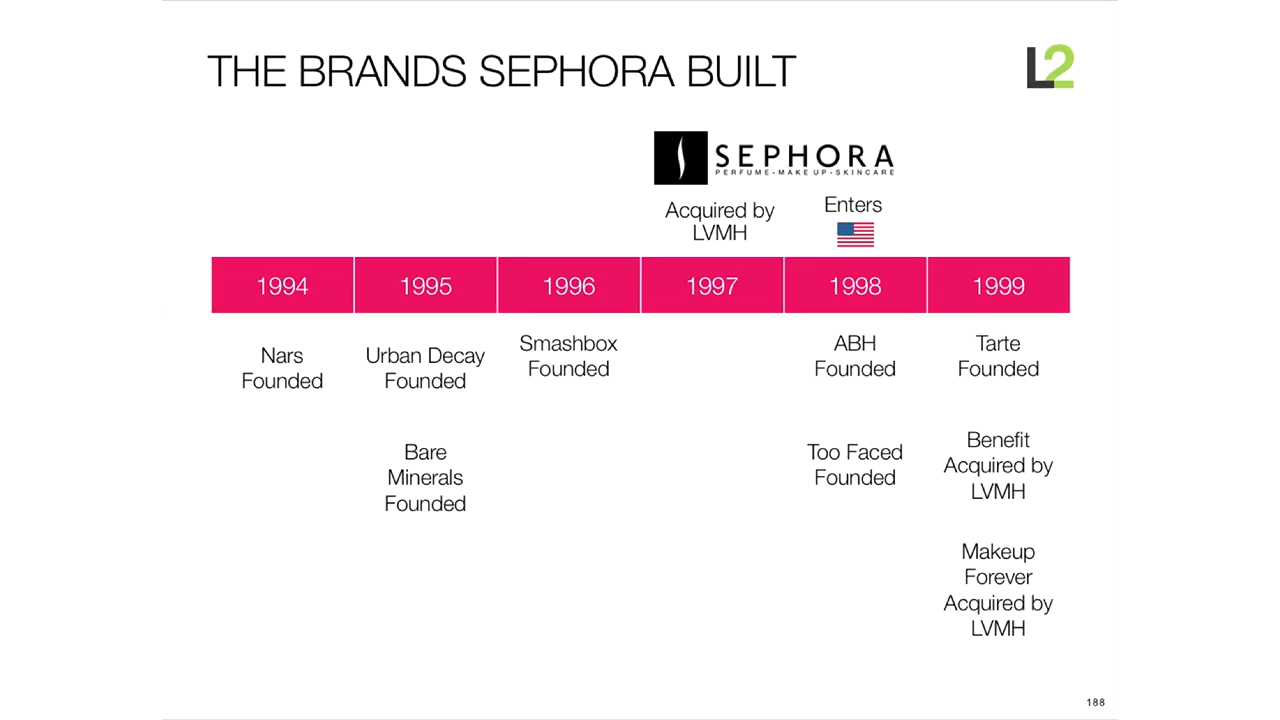 THE BRANDS SEPHORA BUILT
L2
SEPHORA
PERFUME-MAKE UP-SKINCARE
Acquired by
LVMH
Enters
1994
1995
1996
1997
1998
1999
Nars
Founded
Urban Decay
Founded
Smashbox
Founded
ABH
Founded
Tarte
Founded
Bare
Minerals
Founded
Too Faced
Founded
Benefit
Acquired by
LVMH
Makeup
Forever
Acquired by
LVMH
188